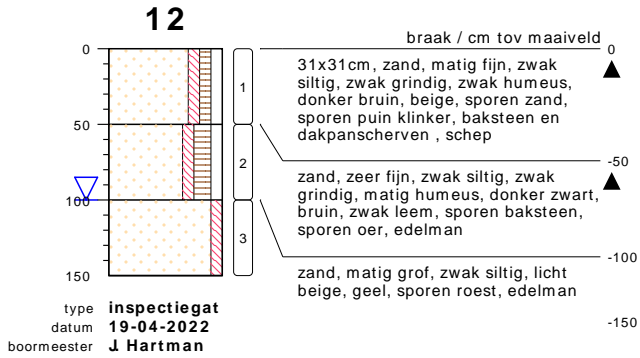 12
braak / cm tov maaiveld
0
0
31x31cm, zand, matig fijn, zwak
siltig, zwak grindig, zwak humeus,
donker bruin, beige, sporen zand,
sporen puin klinker, baksteen en
dakpanscherven , schep
1
50
-50
zand, zeer fijn, zwak siltig, zwak
grindig, matig humeus, donker zwart,
bruin, zwak leem, sporen baksteen,
sporen oer, edelman
2
100
-100
zand, matig grof, zwak siltig, licht
beige, geel, sporen roest, edelman
3
150
-150
type inspectiegat
datum 19-04-2022
boormeester J. Hartman